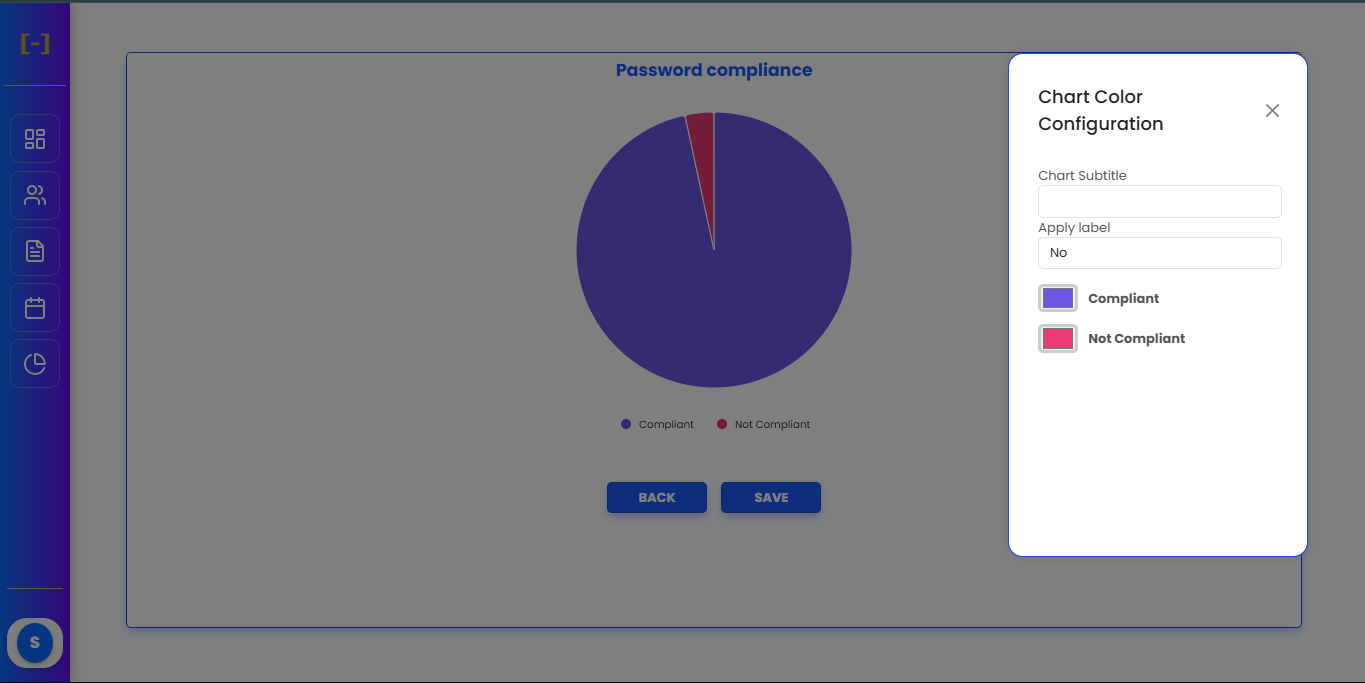 [-]
Password compliance
Compliant
Not Compliant
BACK
SAVE
S
Chart Color
Configuration
Chart Subtitle
Apply label
No
Compliant
Not Compliant